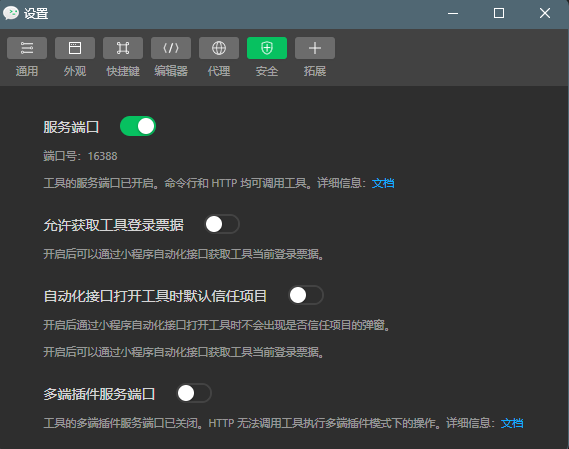 设置
通用 外观 快捷键 编辑器 代理 安全 拓展
服务端口
端口号：16388
工具的服务端口已开启。命令行和 HTTP 均可调用工具。详细信息：文档
允许获取工具登录票据
开启后可以通过小程序自动化接口获取工具当前登录票据。
自动化接口打开工具时默认信任项目
开启后通过小程序自动化接口打开工具时不会出现是否信任项目的弹窗。
开启后可以通过小程序自动化接口获取工具当前登录票据。
多端插件服务端口
工具的多端插件服务端口已关闭。HTTP 无法调用工具执行多端插件模式下的操作。详细信息：文档